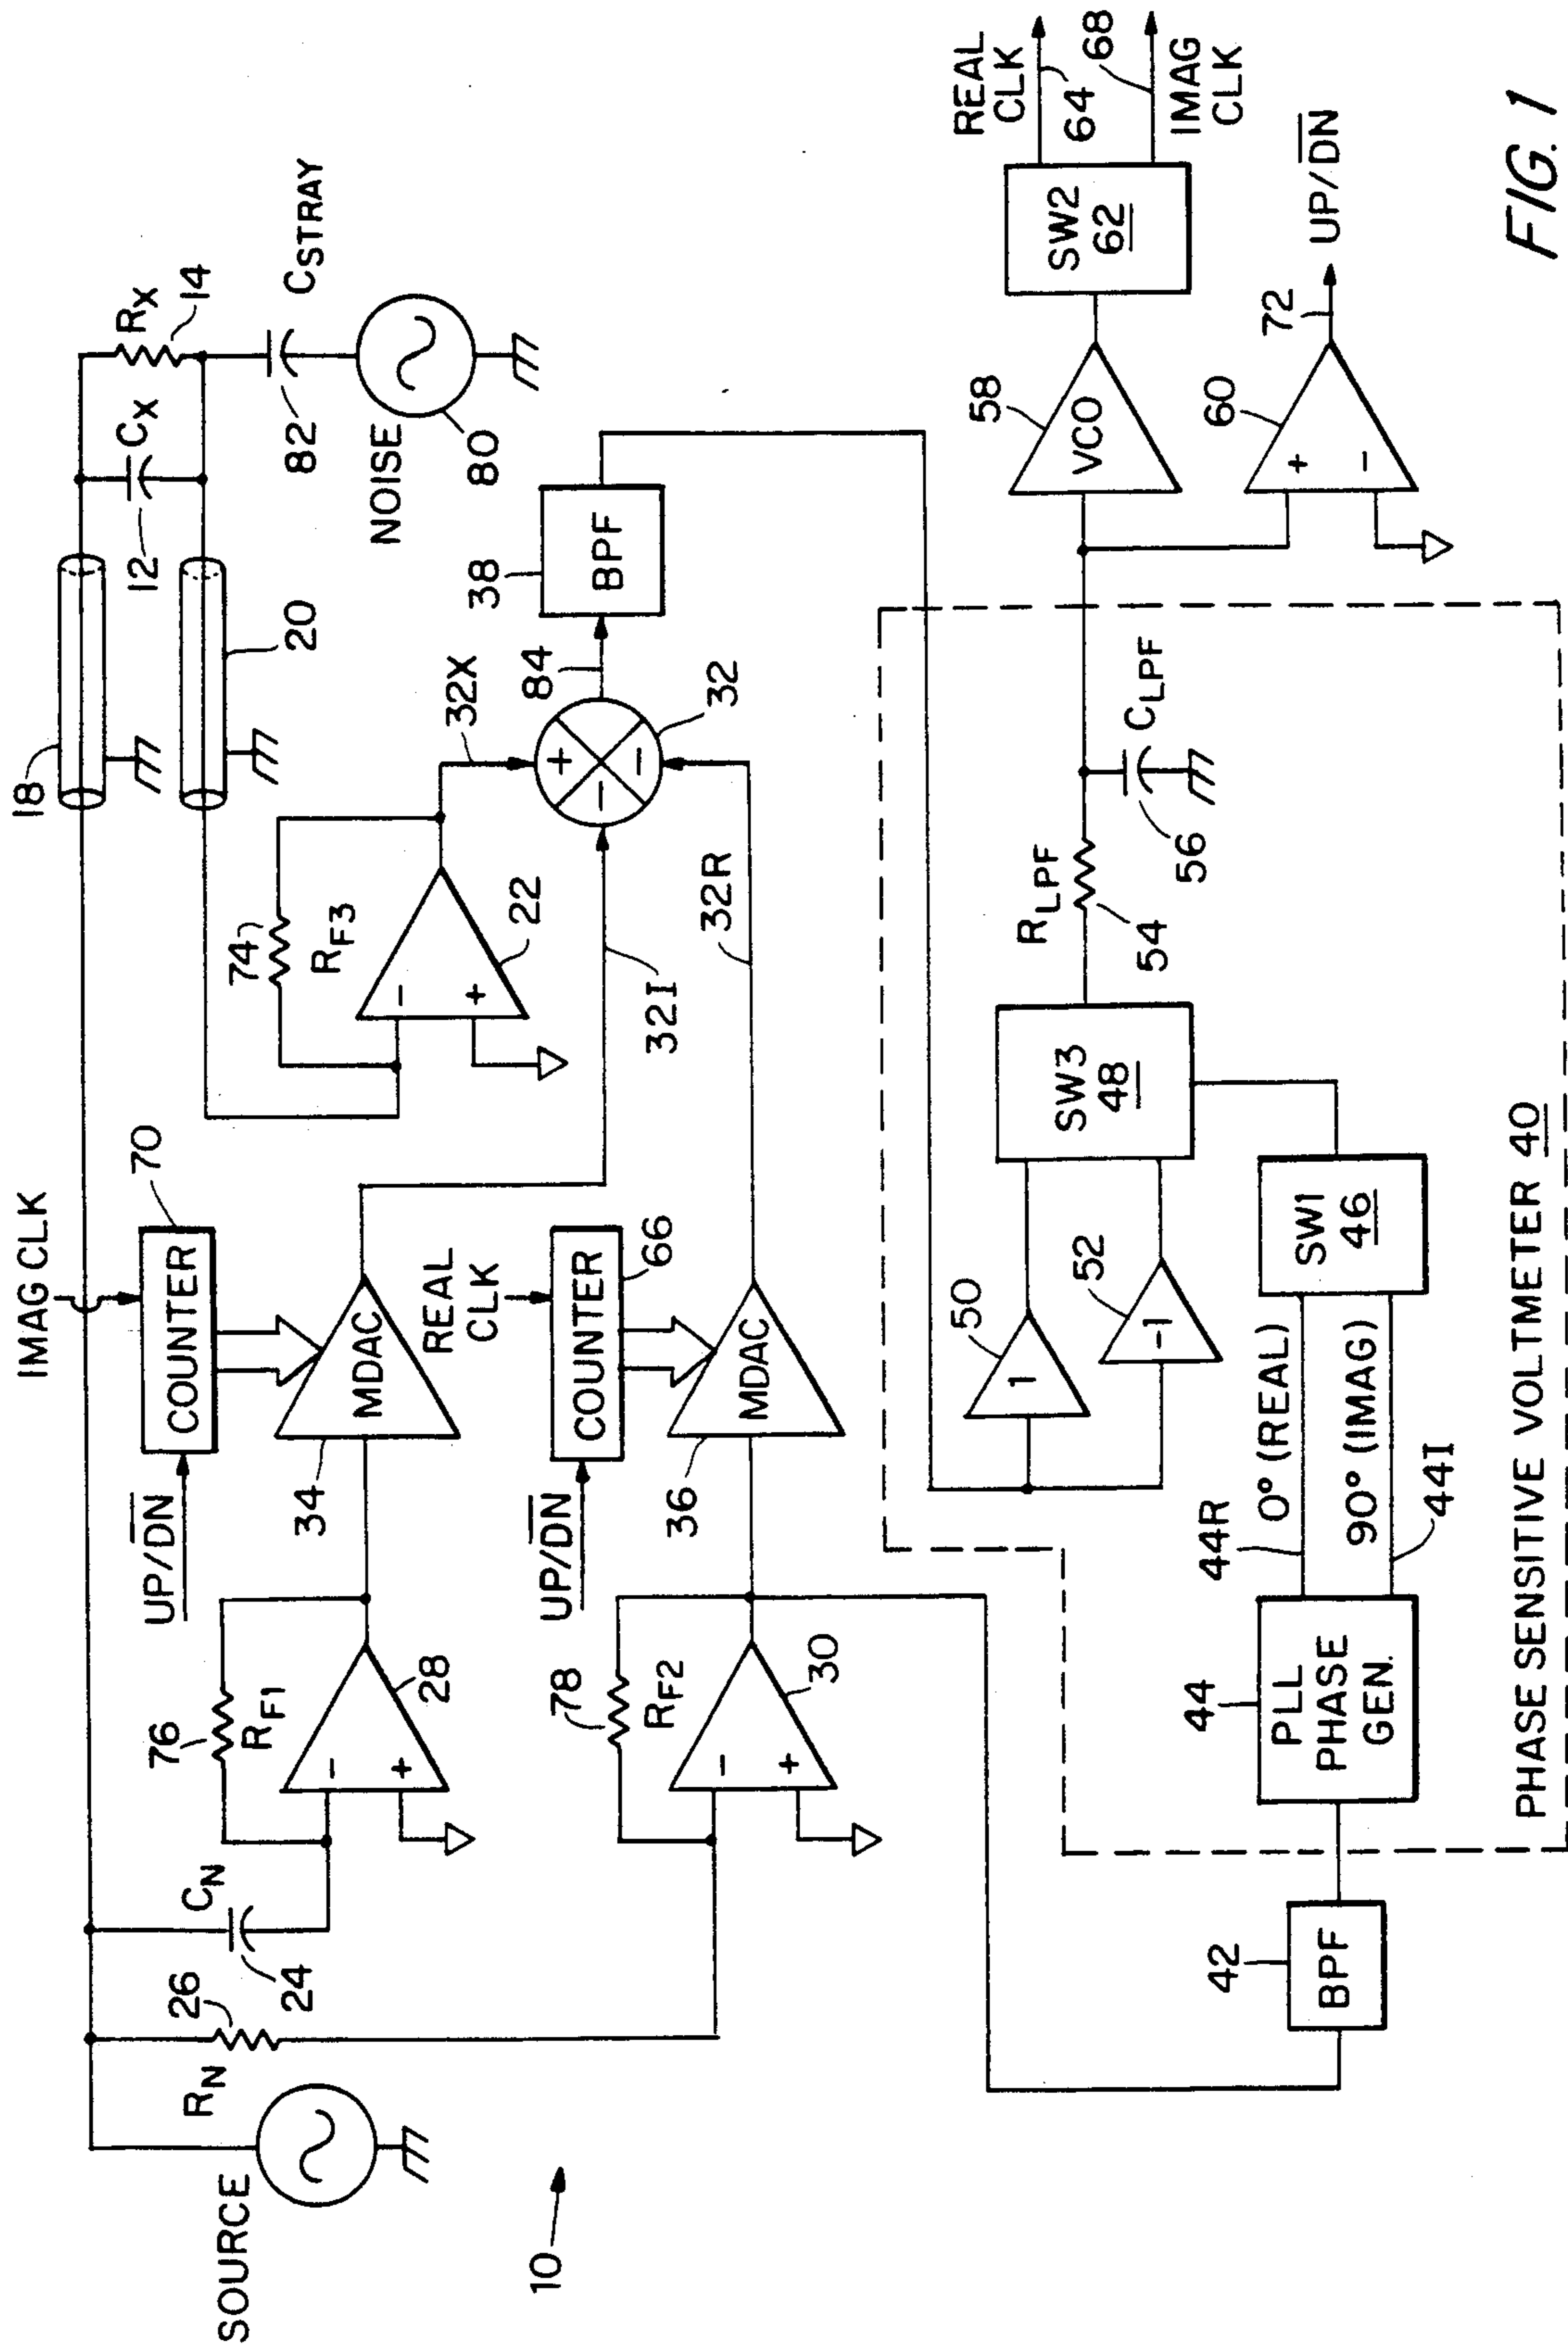 IMAG CLK
70
COUNTER
UP/DN
34
MDAC
76
RF1
28
CN
24
26
RN
SOURCE
10
REAL
CLK
66
COUNTER
UP/DN
36
MDAC
78
RF2
30
18
20
12
CX
RX
14
CSTRAY
82
NOISE
80
74
RF3
22
32X
84
32
32I
32R
38
BPF
42
BPF
44
PLL
PHASE
GEN.
44R
0° (REAL)
90° (IMAG)
44I
SW1
46
50
1
52
-1
SW3
48
RLPF
54
CLPF
56
PHASE SENSITIVE VOLTMETER 40
58
VCO
60
72
UP/DN
SW2
62
REAL
CLK
64
68
IMAG
CLK
FIG. 1